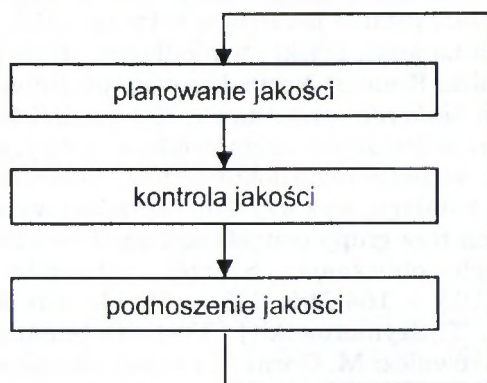 planowanie jakości
kontrola jakości
podnoszenie jakości